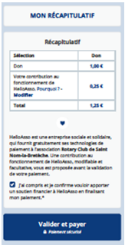 MON RÉCAPITULATIF
Récapitulatif
Sélection Don
Don 1,00 €
Votre contribution au
fonctionnement de
HelloAsso. Pourquoi ? -
Modifier
0,25 €
Total 1,25 €
HelloAsso est une entreprise sociale et solidaire,
qui fournit gratuitement ses technologies de
paiement à l'association Rotary Club de Saint
Nom-la-Bretèche. Une contribution au
fonctionnement de HelloAsso, modifiable et
facultative, vous est proposée avant la validation
de votre paiement.
J'ai compris et je confirme vouloir apporter
un soutien financier à HelloAsso en finalisant
mon paiement.*
Valider et payer
Paiement sécurisé